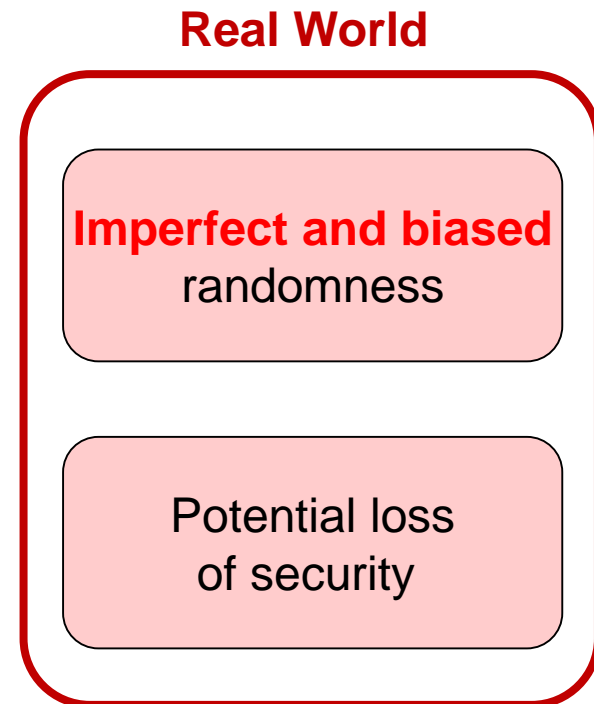 Real World
Imperfect and biased
randomness
Potential loss
of security